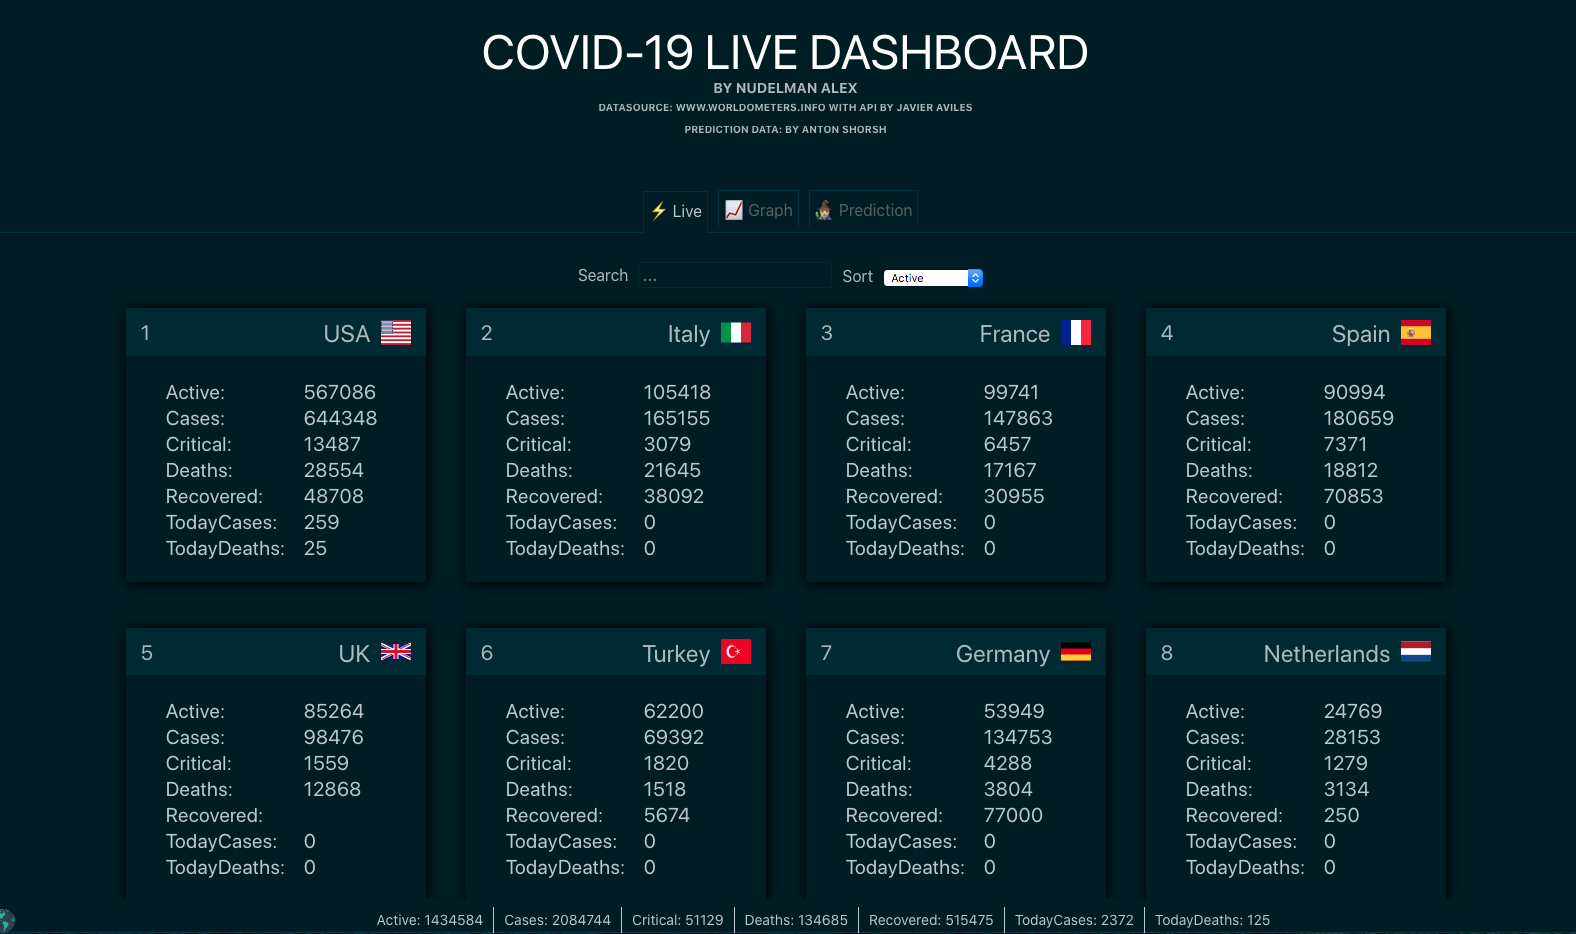 COVID-19 LIVE DASHBOARD
BY NUDELMAN ALEX
DATASOURCE: WWW.WORLDOMETERS.INFO WITH API BY JAVIER AVILES
PREDICTION DATA: BY ANTON SHORSH
Live Graph Prediction
Search ... Sort Active
1 USA
Active: 567086
Cases: 644348
Critical: 13487
Deaths: 28554
Recovered: 48708
TodayCases: 259
TodayDeaths: 25
2 Italy
Active: 105418
Cases: 165155
Critical: 3079
Deaths: 21645
Recovered: 38092
TodayCases: 0
TodayDeaths: 0
3 France
Active: 99741
Cases: 147863
Critical: 6457
Deaths: 17167
Recovered: 30955
TodayCases: 0
TodayDeaths: 0
4 Spain
Active: 90994
Cases: 180659
Critical: 7371
Deaths: 18812
Recovered: 70853
TodayCases: 0
TodayDeaths: 0
5 UK
Active: 85264
Cases: 98476
Critical: 1559
Deaths: 12868
Recovered:
TodayCases: 0
TodayDeaths: 0
6 Turkey
Active: 62200
Cases: 69392
Critical: 1820
Deaths: 1518
Recovered: 5674
TodayCases: 0
TodayDeaths: 0
7 Germany
Active: 53949
Cases: 134753
Critical: 4288
Deaths: 3804
Recovered: 77000
TodayCases: 0
TodayDeaths: 0
8 Netherlands
Active: 24769
Cases: 28153
Critical: 1279
Deaths: 3134
Recovered: 250
TodayCases: 0
TodayDeaths: 0
Active: 1434584 Cases: 2084744 Critical: 51129 Deaths: 134685 Recovered: 515475 TodayCases: 2372 TodayDeaths: 125